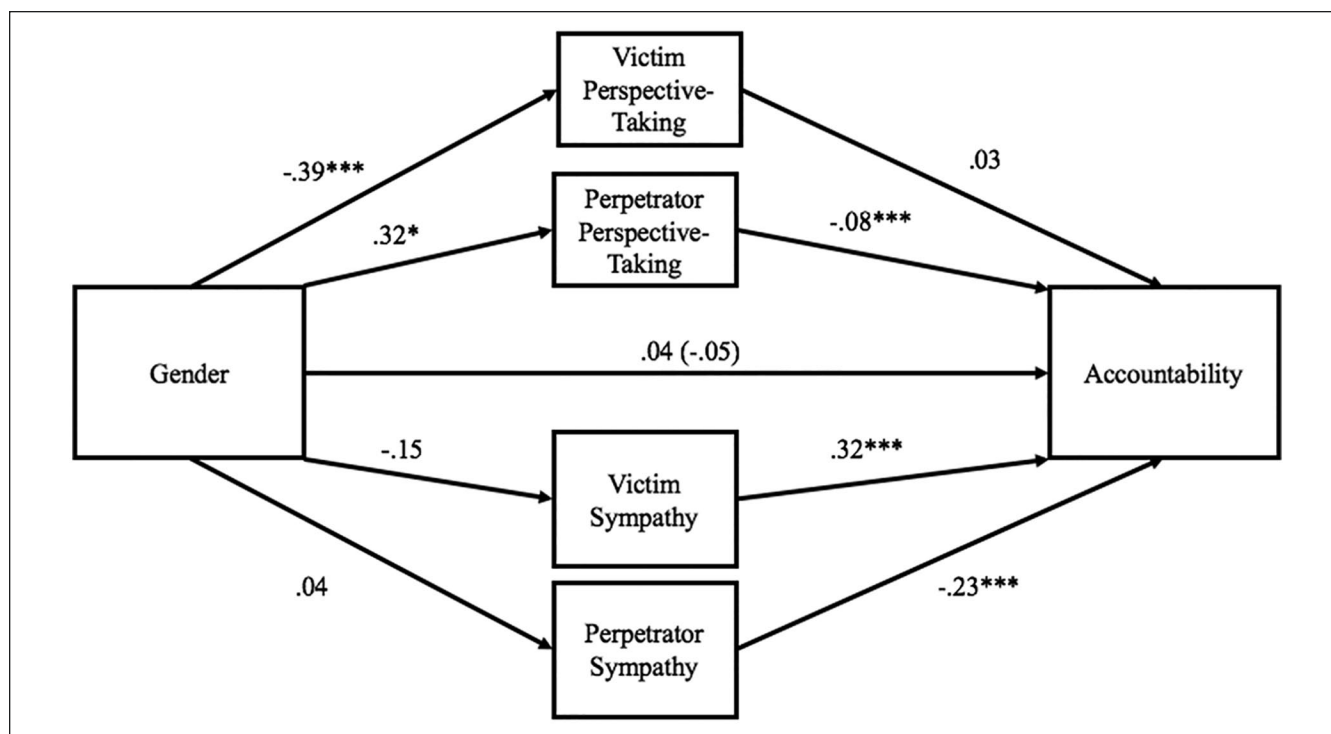 Victim
Perspective-
Taking
-.39***
.03
Perpetrator
Perspective-
Taking
.32*
-.08***
Gender
.04 (-.05)
Accountability
-.15
Victim
Sympathy
.32***
.04
Perpetrator
Sympathy
-.23***